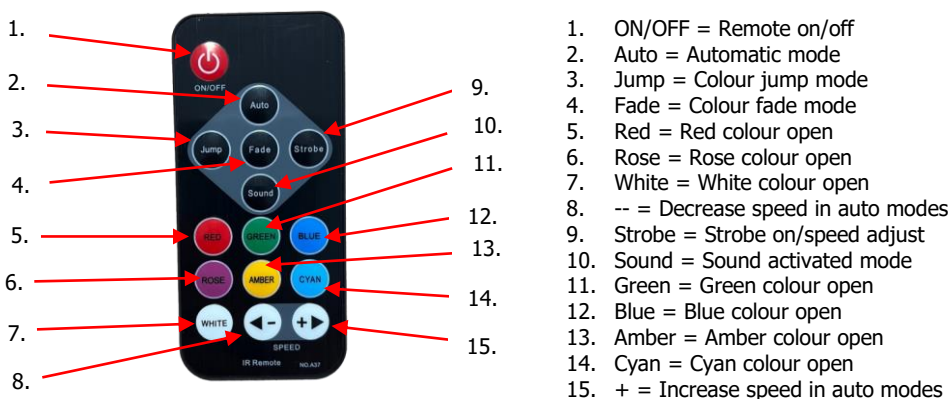 1.
2.
3.
4.
5.
6.
7.
8.
9.
10.
11.
12.
13.
14.
15.
ON/OFF
Auto
Jump
Fade
Strobe
Sound
RED
GREEN
BLUE
ROSE
AMBER
CYAN
WHITE
-
+
SPEED
IR Remote
NO.A37
1. ON/OFF = Remote on/off
2. Auto = Automatic mode
3. Jump = Colour jump mode
4. Fade = Colour fade mode
5. Red = Red colour open
6. Rose = Rose colour open
7. White = White colour open
8. -- = Decrease speed in auto modes
9. Strobe = Strobe on/speed adjust
10. Sound = Sound activated mode
11. Green = Green colour open
12. Blue = Blue colour open
13. Amber = Amber colour open
14. Cyan = Cyan colour open
15. + = Increase speed in auto modes